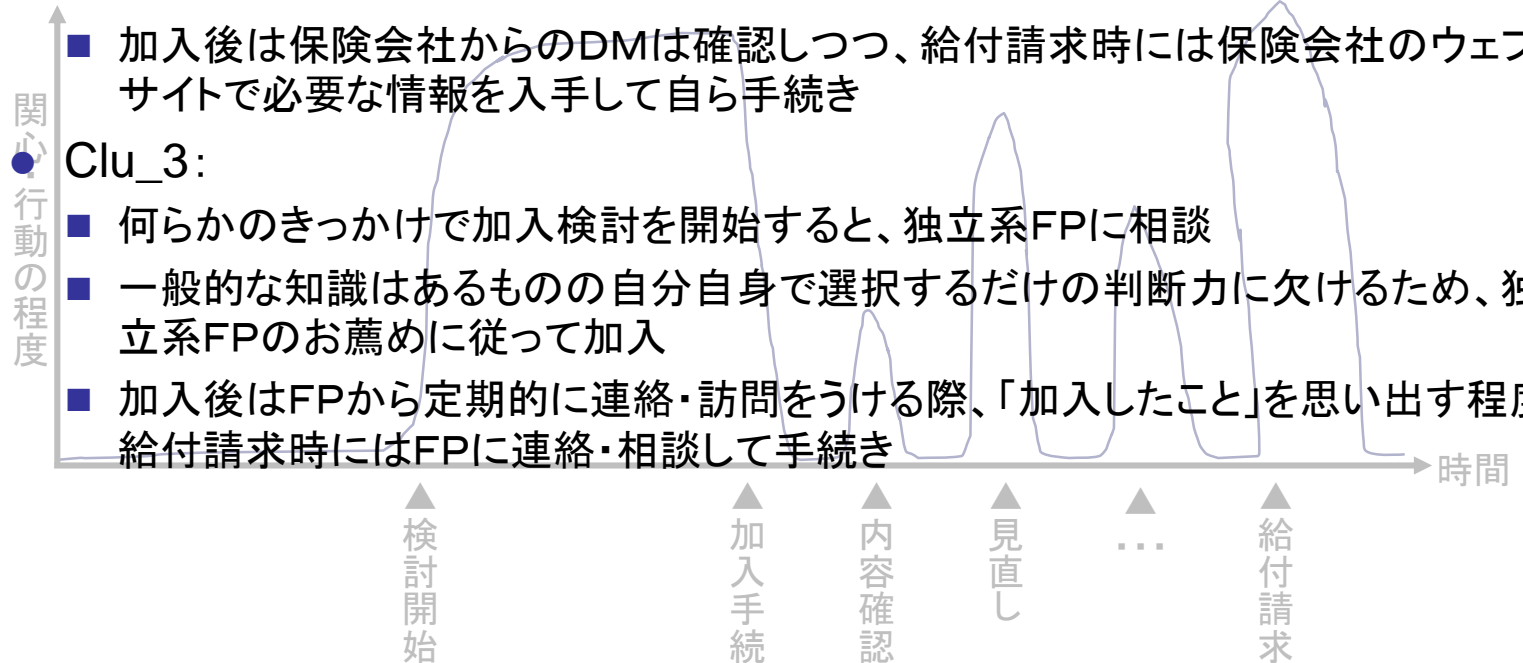 ■ 加入後は保険会社からのDMは確認しつつ、給付請求時には保険会社のウェブ
サイトで必要な情報を入手して自ら手続き
● Clu_3:
■ 何らかのきっかけで加入検討を開始すると、独立系FPに相談
■ 一般的な知識はあるものの自分自身で選択するだけの判断力に欠けるため、独
立系FPのお薦めに従って加入
■ 加入後はFPから定期的に連絡・訪問をうける際、「加入したこと」を思い出す程度
給付請求時にはFPに連絡・相談して手続き
関心・行動の程度
時間
▲検討開始
▲加入手続
▲内容確認
▲見直し
▲…
▲給付請求